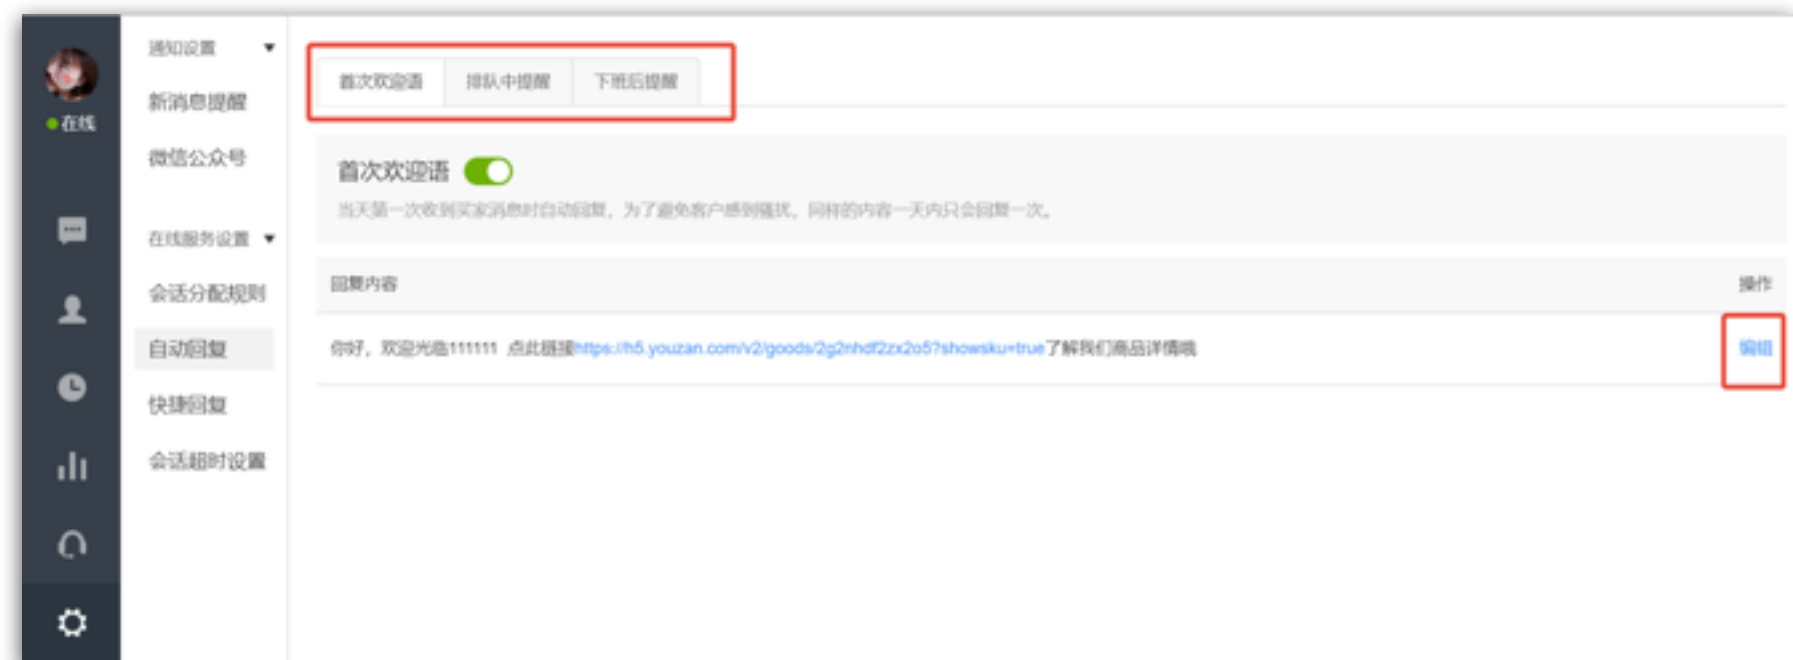 在线
通知设置
新消息提醒
微信公众号
在线服务设置
会话分配规则
自动回复
快捷回复
会话超时设置
首次欢迎语 排队中提醒 下班后提醒
首次欢迎语
当天第一次收到买家消息时自动回复，为了避免客户感到骚扰，同样的内容一天内只会回复一次。
回复内容 操作
你好，欢迎光临111111 点此链接https://h5.youzan.com/v2/goods/2g2nhdf2zx2o5?showsku=true了解我们商品详情哦 编辑